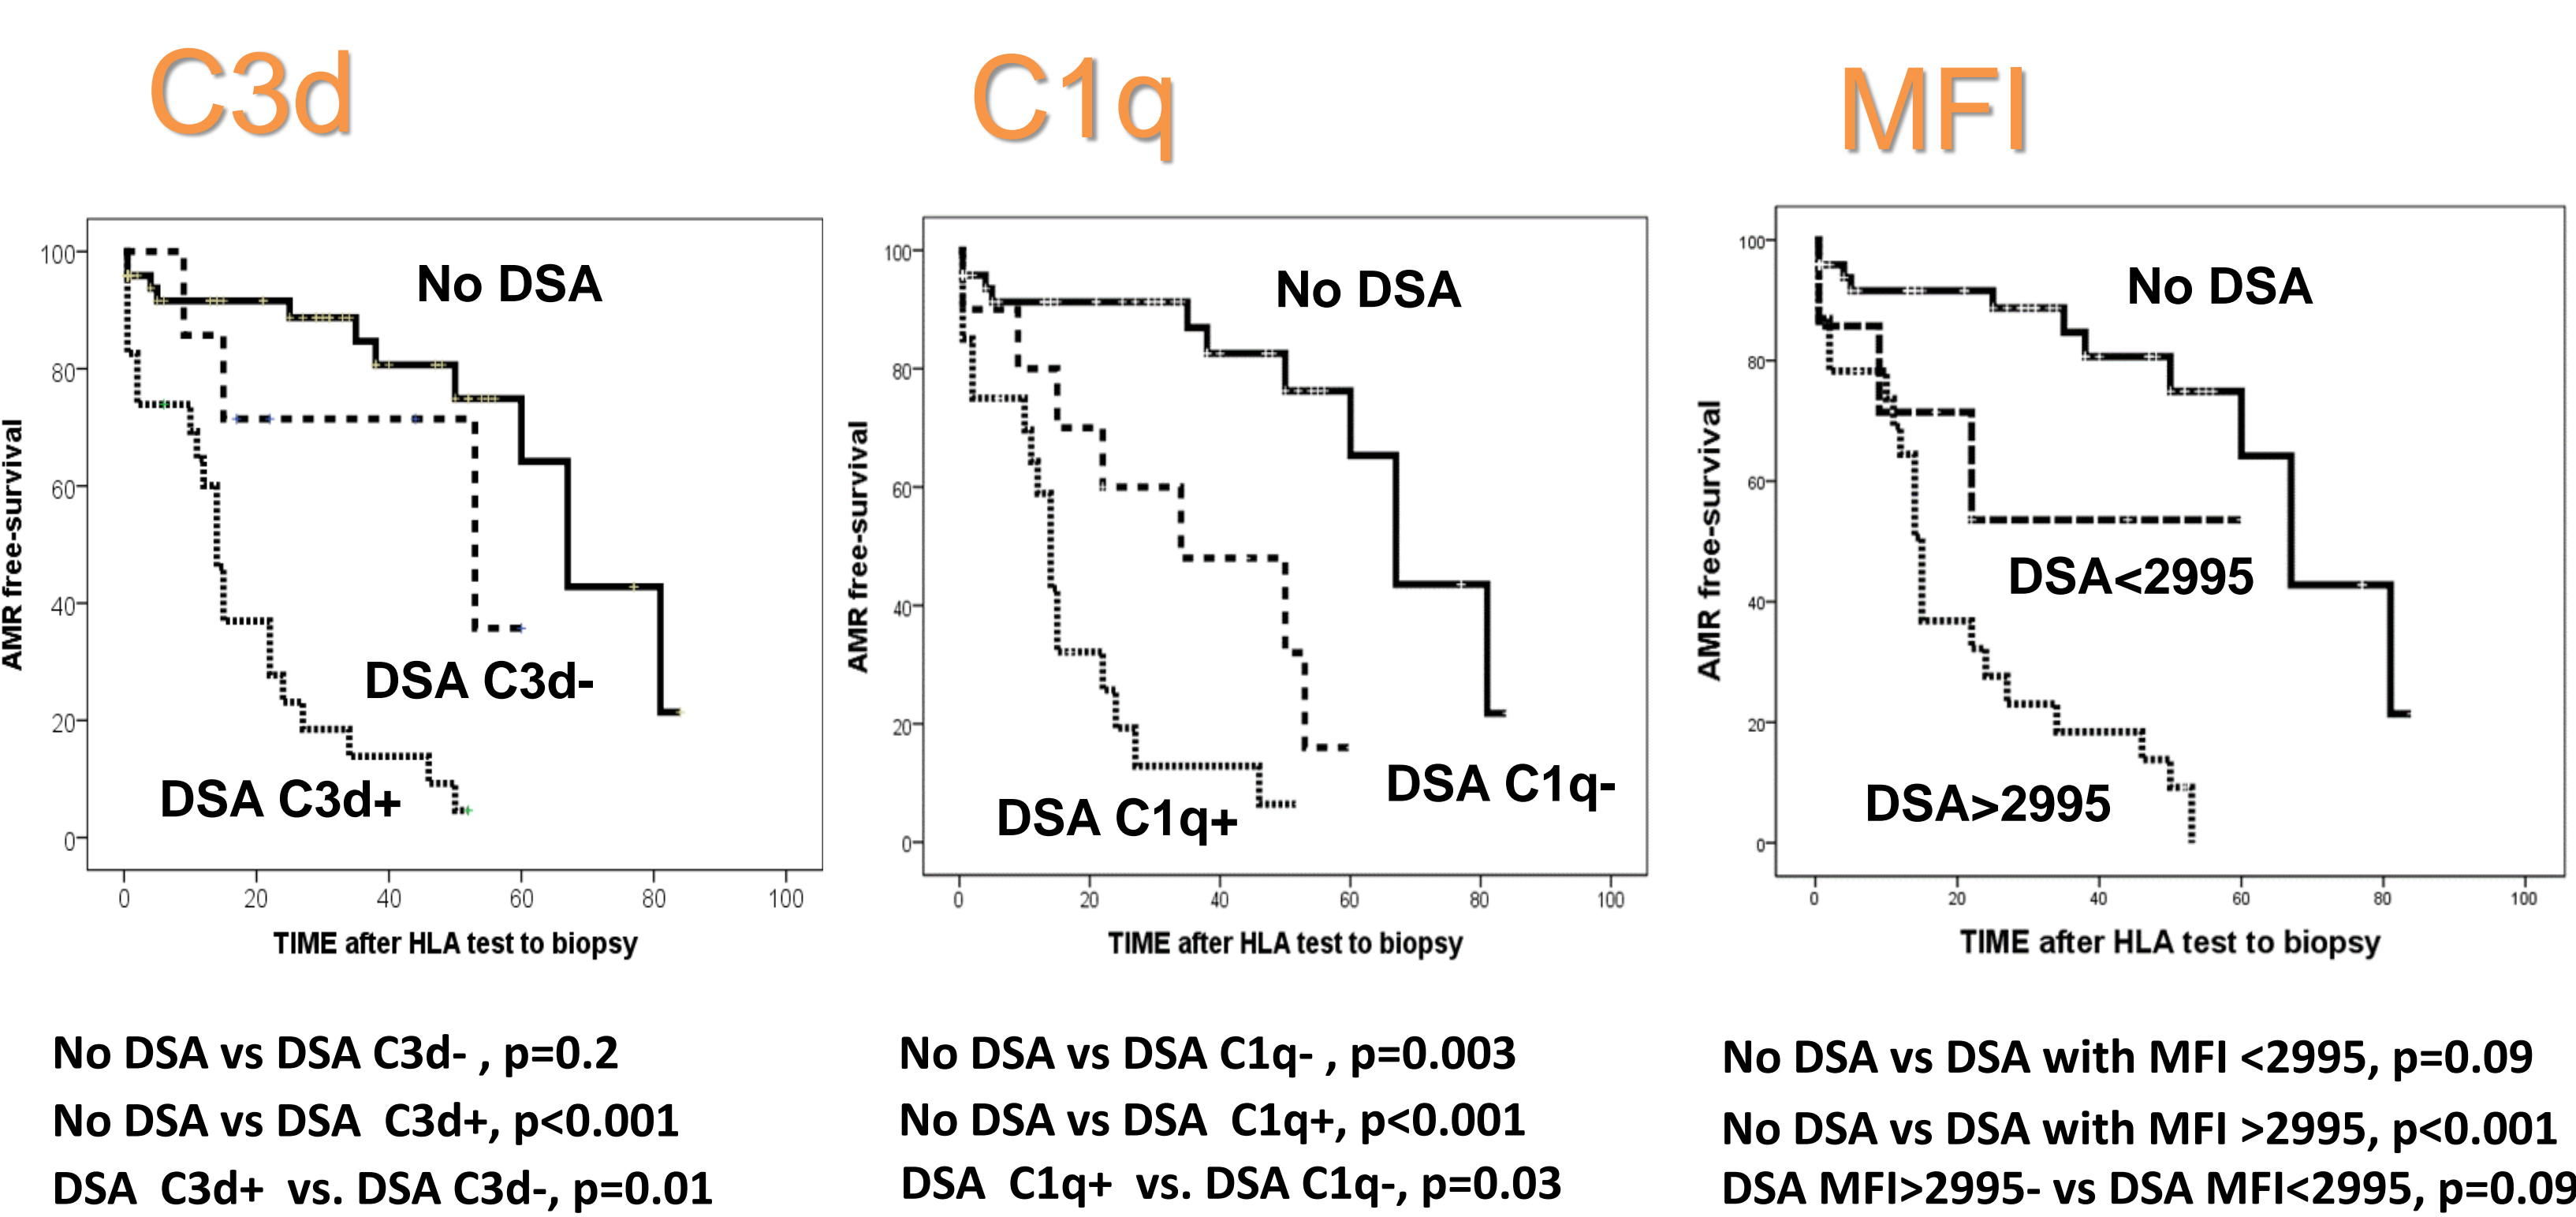 C3d
C1q
MFI
100
80
60
40
20
0
AMR free-survival
No DSA
DSA C3d-
DSA C3d+
0 20 40 60 80 100
TIME after HLA test to biopsy
100
80
60
40
20
0
AMR free-survival
No DSA
DSA C1q-
DSA C1q+
0 20 40 60 80 100
TIME after HLA test to biopsy
100
80
60
40
20
0
AMR free-survival
No DSA
DSA<2995
DSA>2995
0 20 40 60 80 100
TIME after HLA test to biopsy
No DSA vs DSA C3d- , p=0.2
No DSA vs DSA C3d+, p<0.001
DSA C3d+ vs. DSA C3d-, p=0.01
No DSA vs DSA C1q- , p=0.003
No DSA vs DSA C1q+, p<0.001
DSA C1q+ vs. DSA C1q-, p=0.03
No DSA vs DSA with MFI <2995, p=0.09
No DSA vs DSA with MFI >2995, p<0.001
DSA MFI>2995- vs DSA MFI<2995, p=0.09